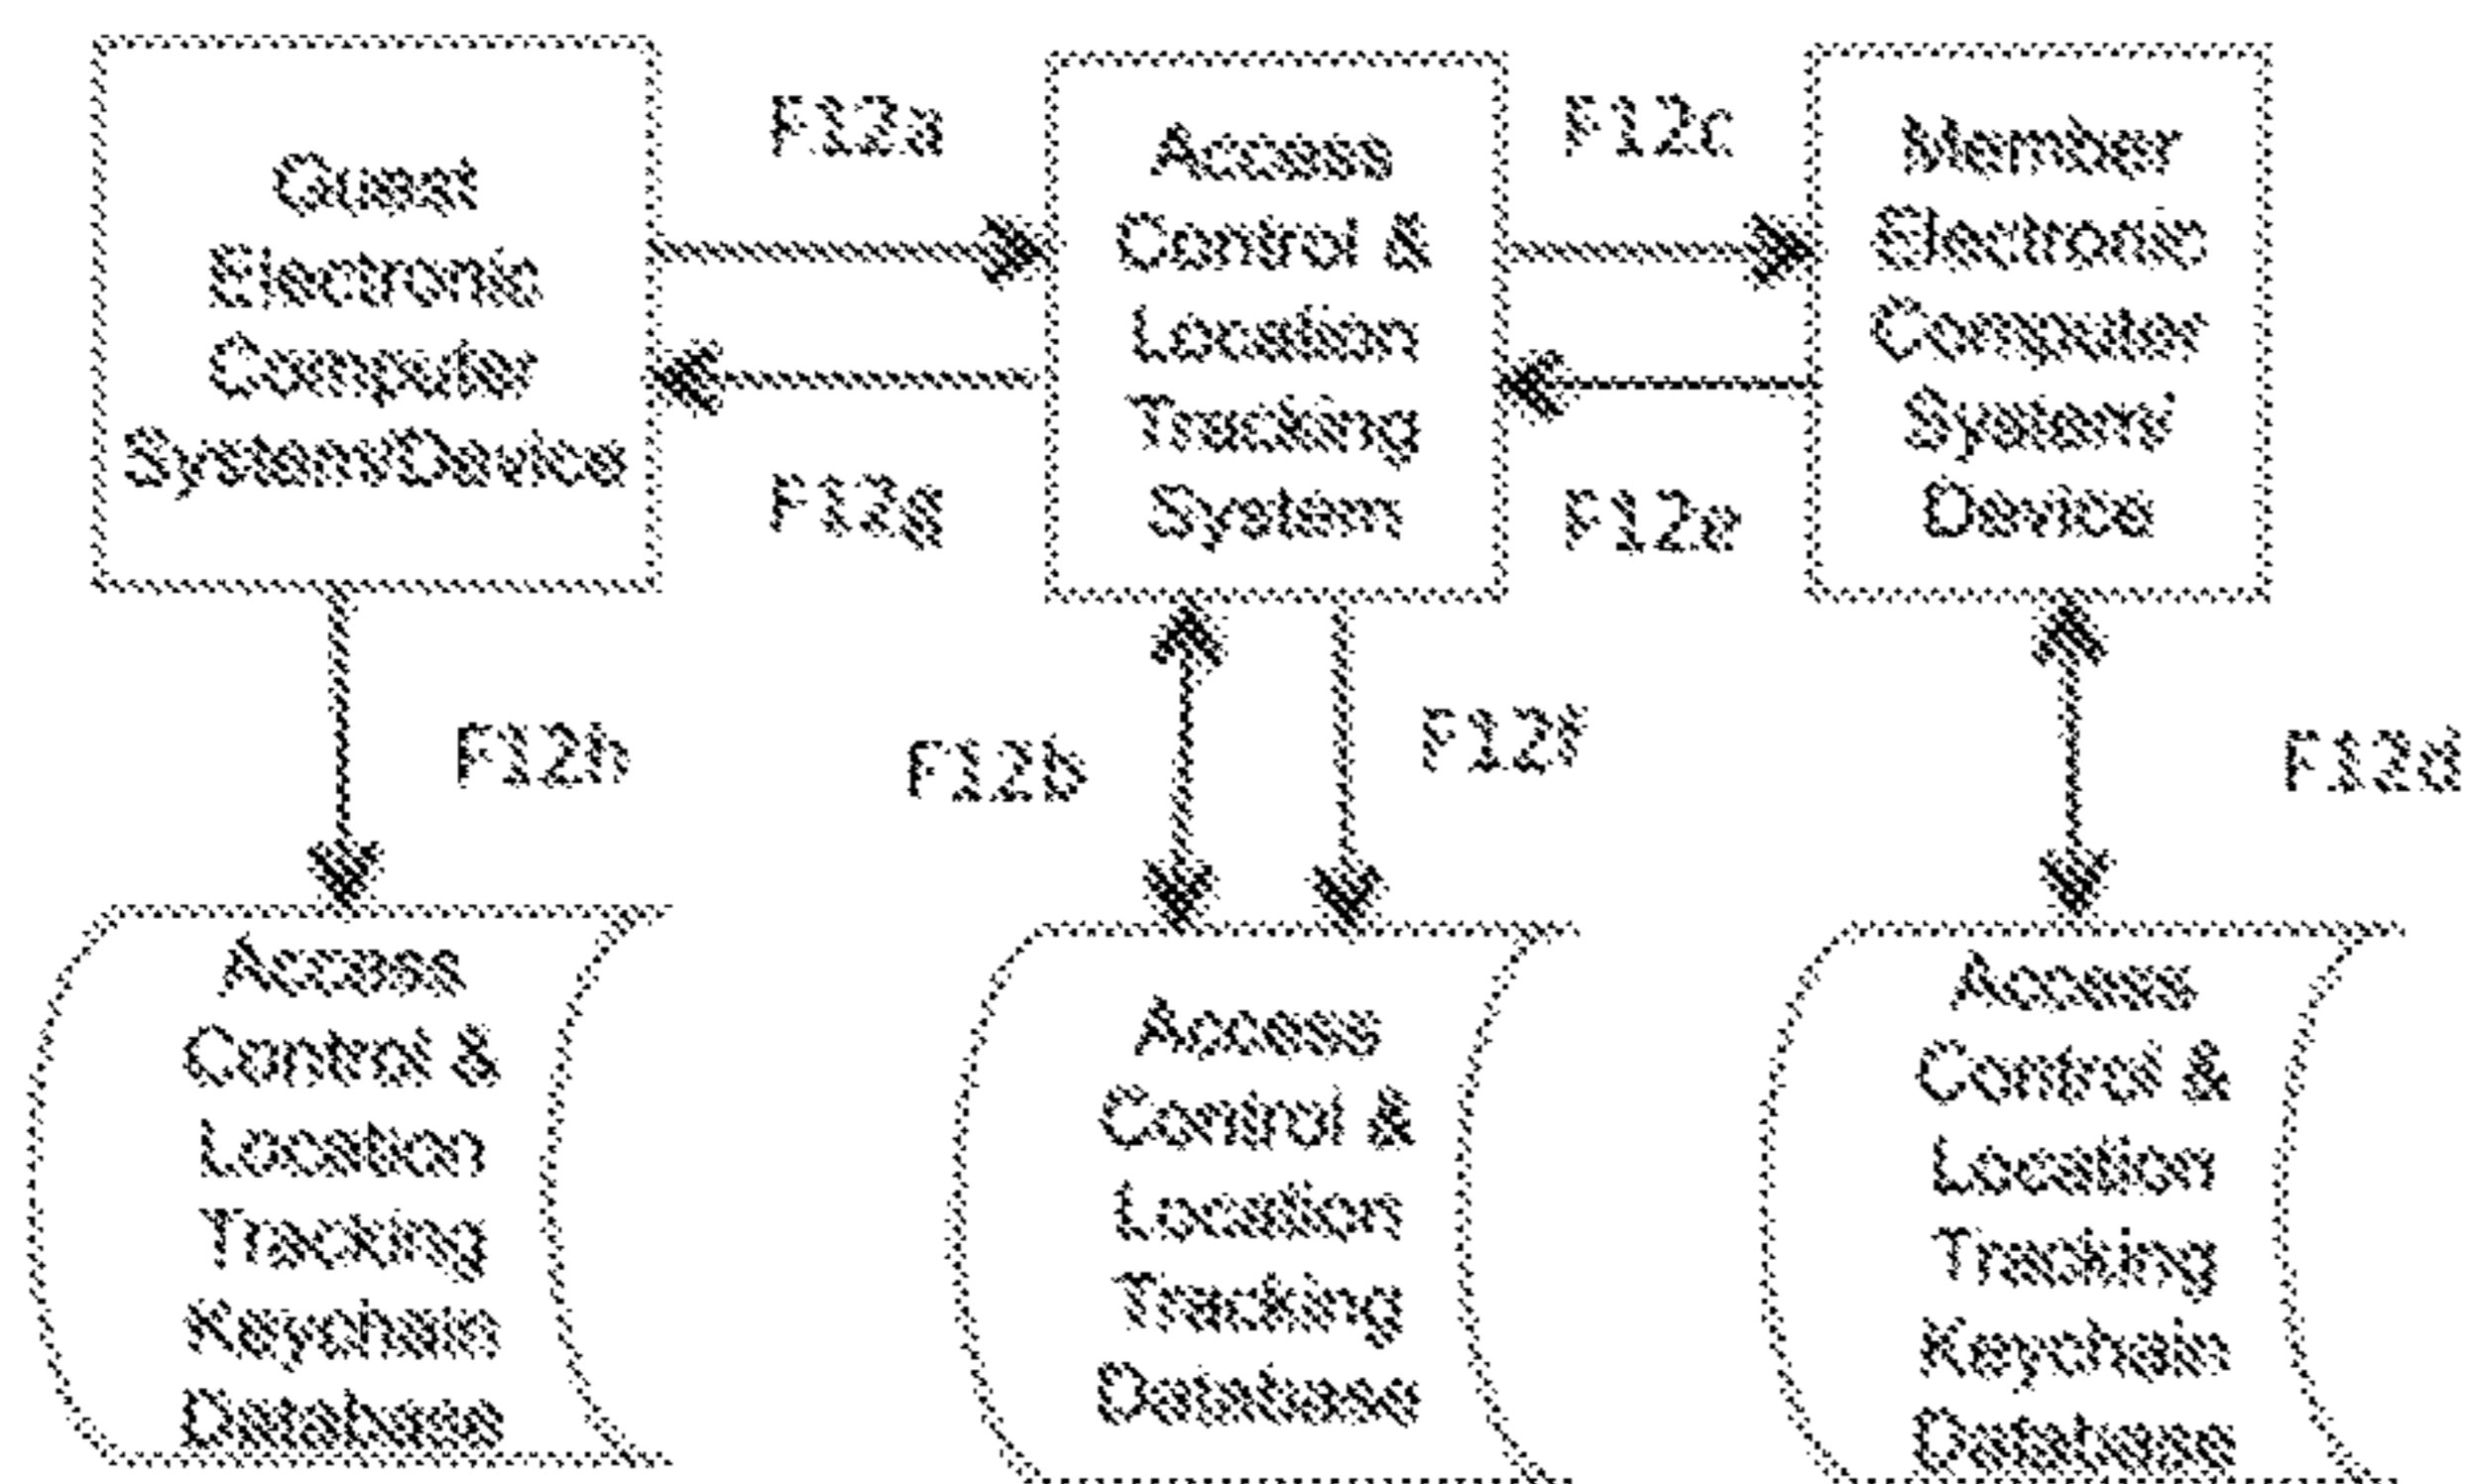 Guest
Electronic
Computer
System/Device
F12a
F12g
Access
Control &
Location
Tracking
System
F12c
F12e
Member
Electronic
Computer
System/
Device
F12h
F12b
F12f
F12d
Access
Control &
Location
Tracking
Keychain
Database
Access
Control &
Location
Tracking
Database
Access
Control &
Location
Tracking
Keychain
Database